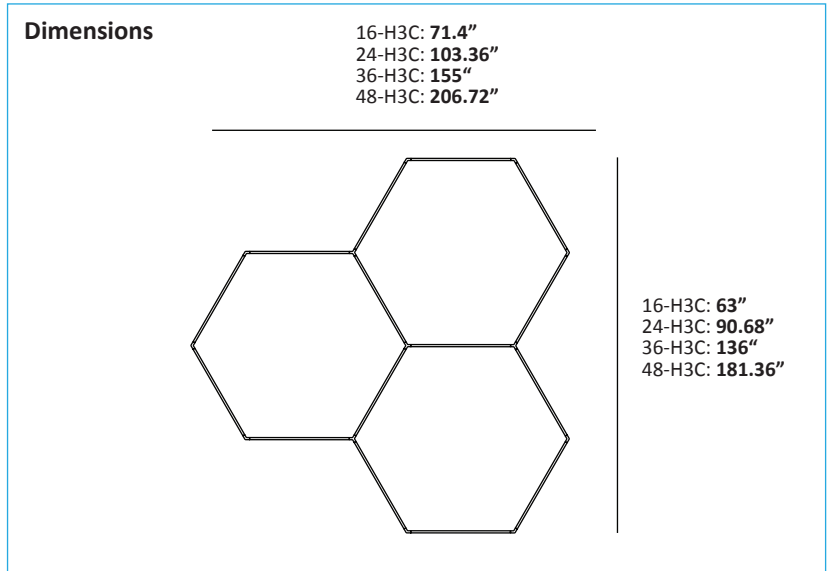 Dimensions
16-H3C: 71.4”
24-H3C: 103.36”
36-H3C: 155“
48-H3C: 206.72”
16-H3C: 63”
24-H3C: 90.68”
36-H3C: 136“
48-H3C: 181.36”